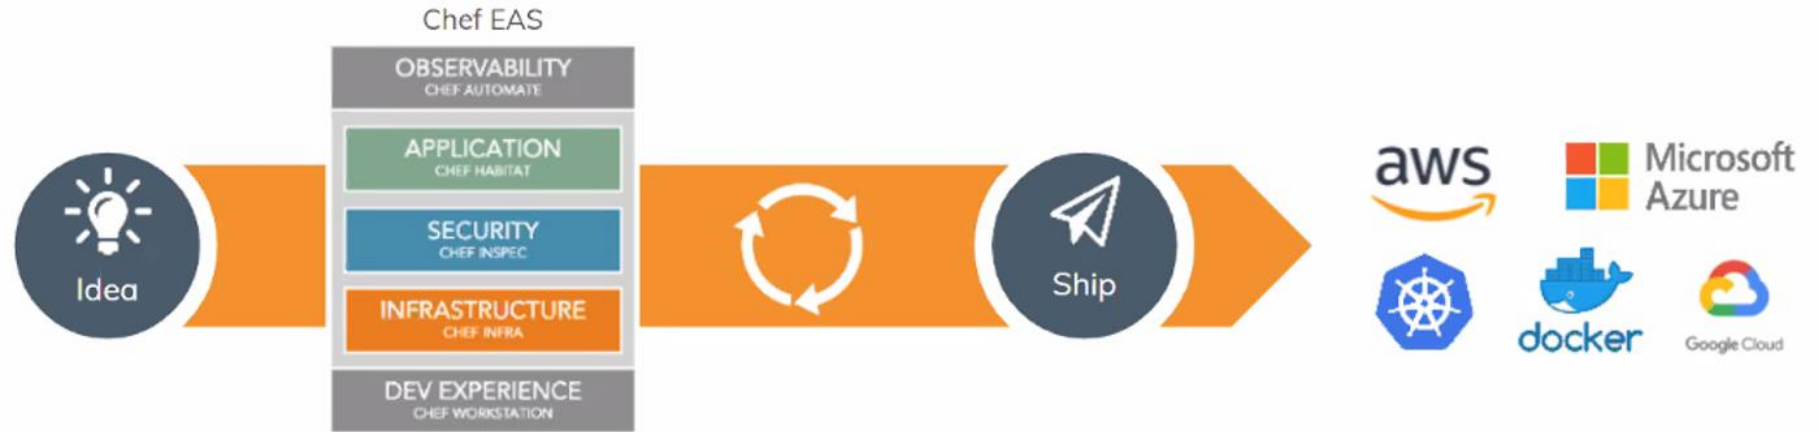 Chef EAS
OBSERVABILITY
CHEF AUTOMATE
APPLICATION
CHEF HABITAT
SECURITY
CHEF INSPEC
INFRASTRUCTURE
CHEF INFRA
DEV EXPERIENCE
CHEF WORKSTATION
Idea
Ship
aws
Microsoft
Azure
docker
Google Cloud